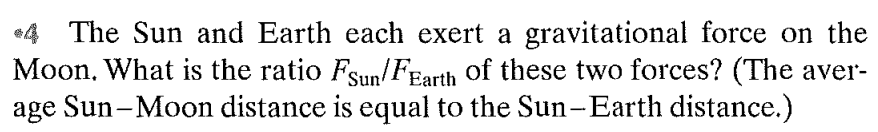 •4 The Sun and Earth each exert a gravitational force on the
Moon. What is the ratio F_Sun/F_Earth of these two forces? (The aver-
age Sun–Moon distance is equal to the Sun–Earth distance.)